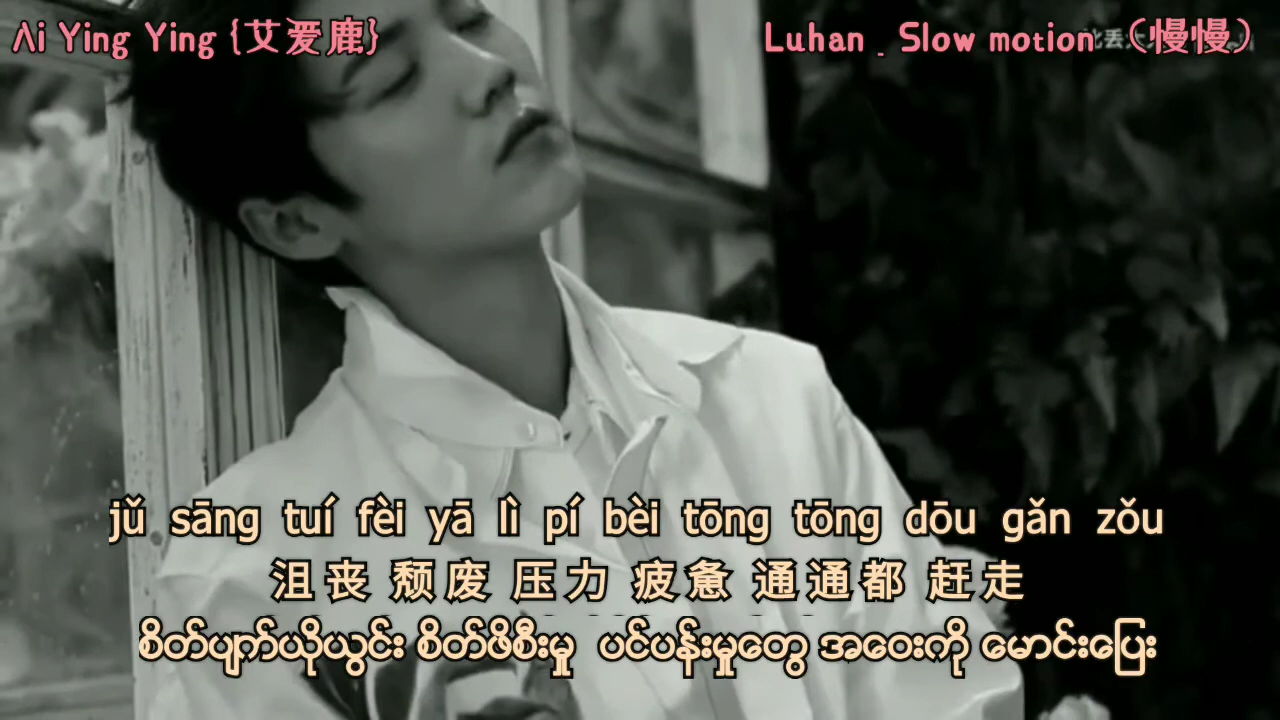 Ai Ying Ying {艾爱鹿}
Luhan _ Slow motion （慢慢）
jǔ sāng tuí fèi yā lì pí bèi tōng tōng dōu gǎn zǒu
沮丧 颓废 压力 疲惫 通通都 赶走
စိတ်ပျက်ယိုယွင်း စိတ်ဖိစီးမှု ပင်ပန်းမှုတွေ အဝေးကို မောင်းပြေး